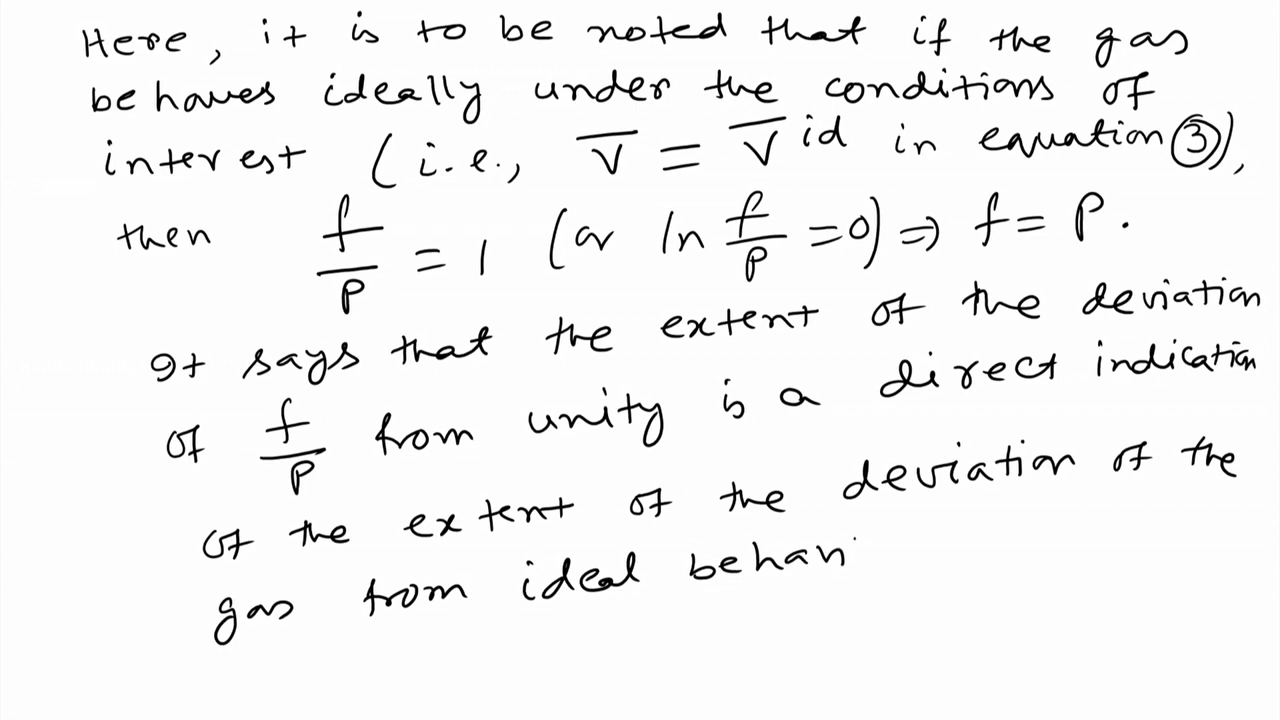 Here, it is to be noted that if the gas
behaves ideally under the conditions of
interest (i.e., V̅ = V̅ id in equation ③),
then f/P = 1 (or ln f/P = 0) ⇒ f = P.
It says that the extent of the deviation
of f/P from unity is a direct indication
of the extent of the deviation of the
gas from ideal behavi